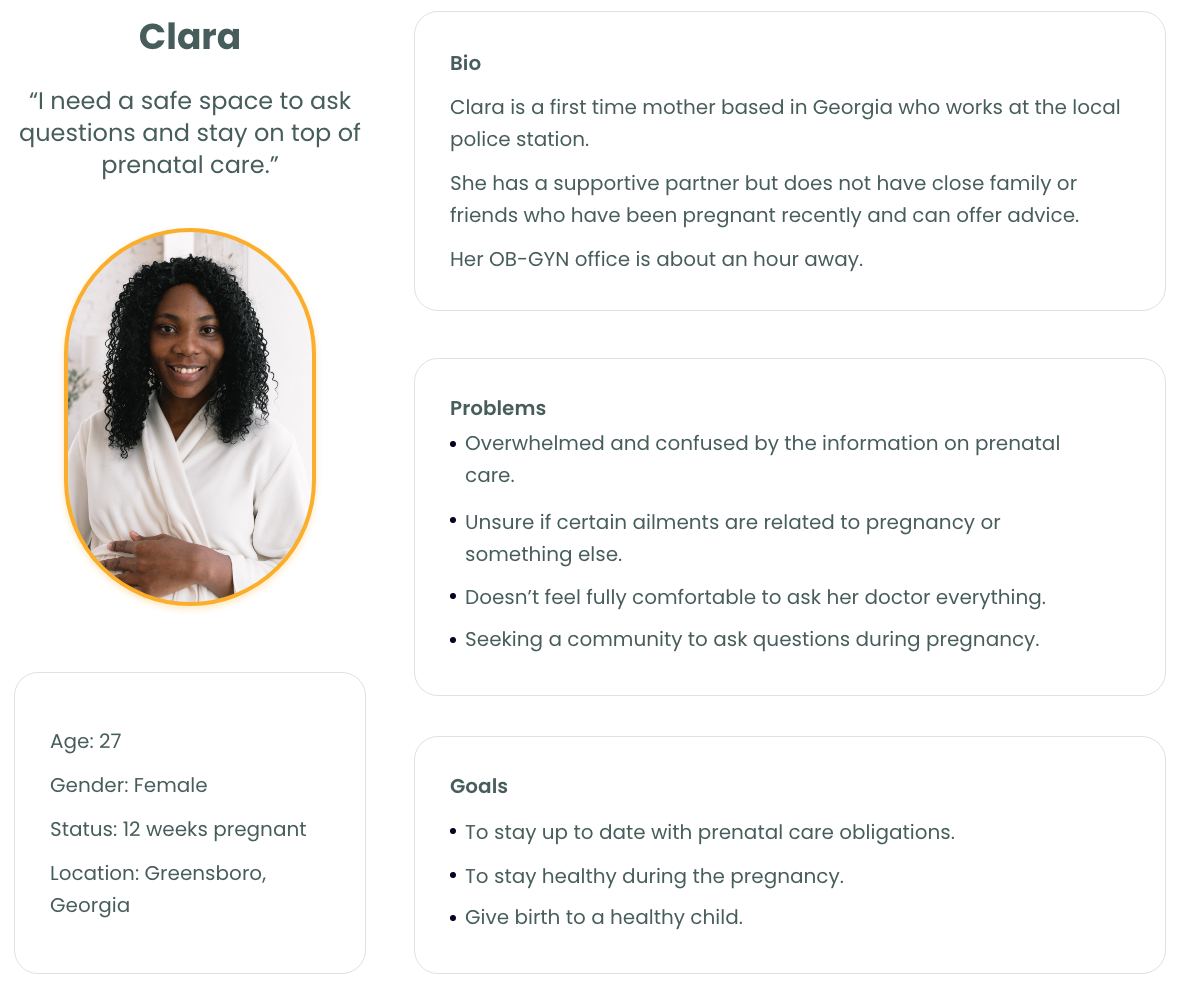 Clara
“I need a safe space to ask
questions and stay on top of
prenatal care.”
Age: 27
Gender: Female
Status: 12 weeks pregnant
Location: Greensboro,
Georgia
Bio
Clara is a first time mother based in Georgia who works at the local
police station.
She has a supportive partner but does not have close family or
friends who have been pregnant recently and can offer advice.
Her OB-GYN office is about an hour away.
Problems
• Overwhelmed and confused by the information on prenatal
care.
• Unsure if certain ailments are related to pregnancy or
something else.
• Doesn’t feel fully comfortable to ask her doctor everything.
• Seeking a community to ask questions during pregnancy.
Goals
• To stay up to date with prenatal care obligations.
• To stay healthy during the pregnancy.
• Give birth to a healthy child.